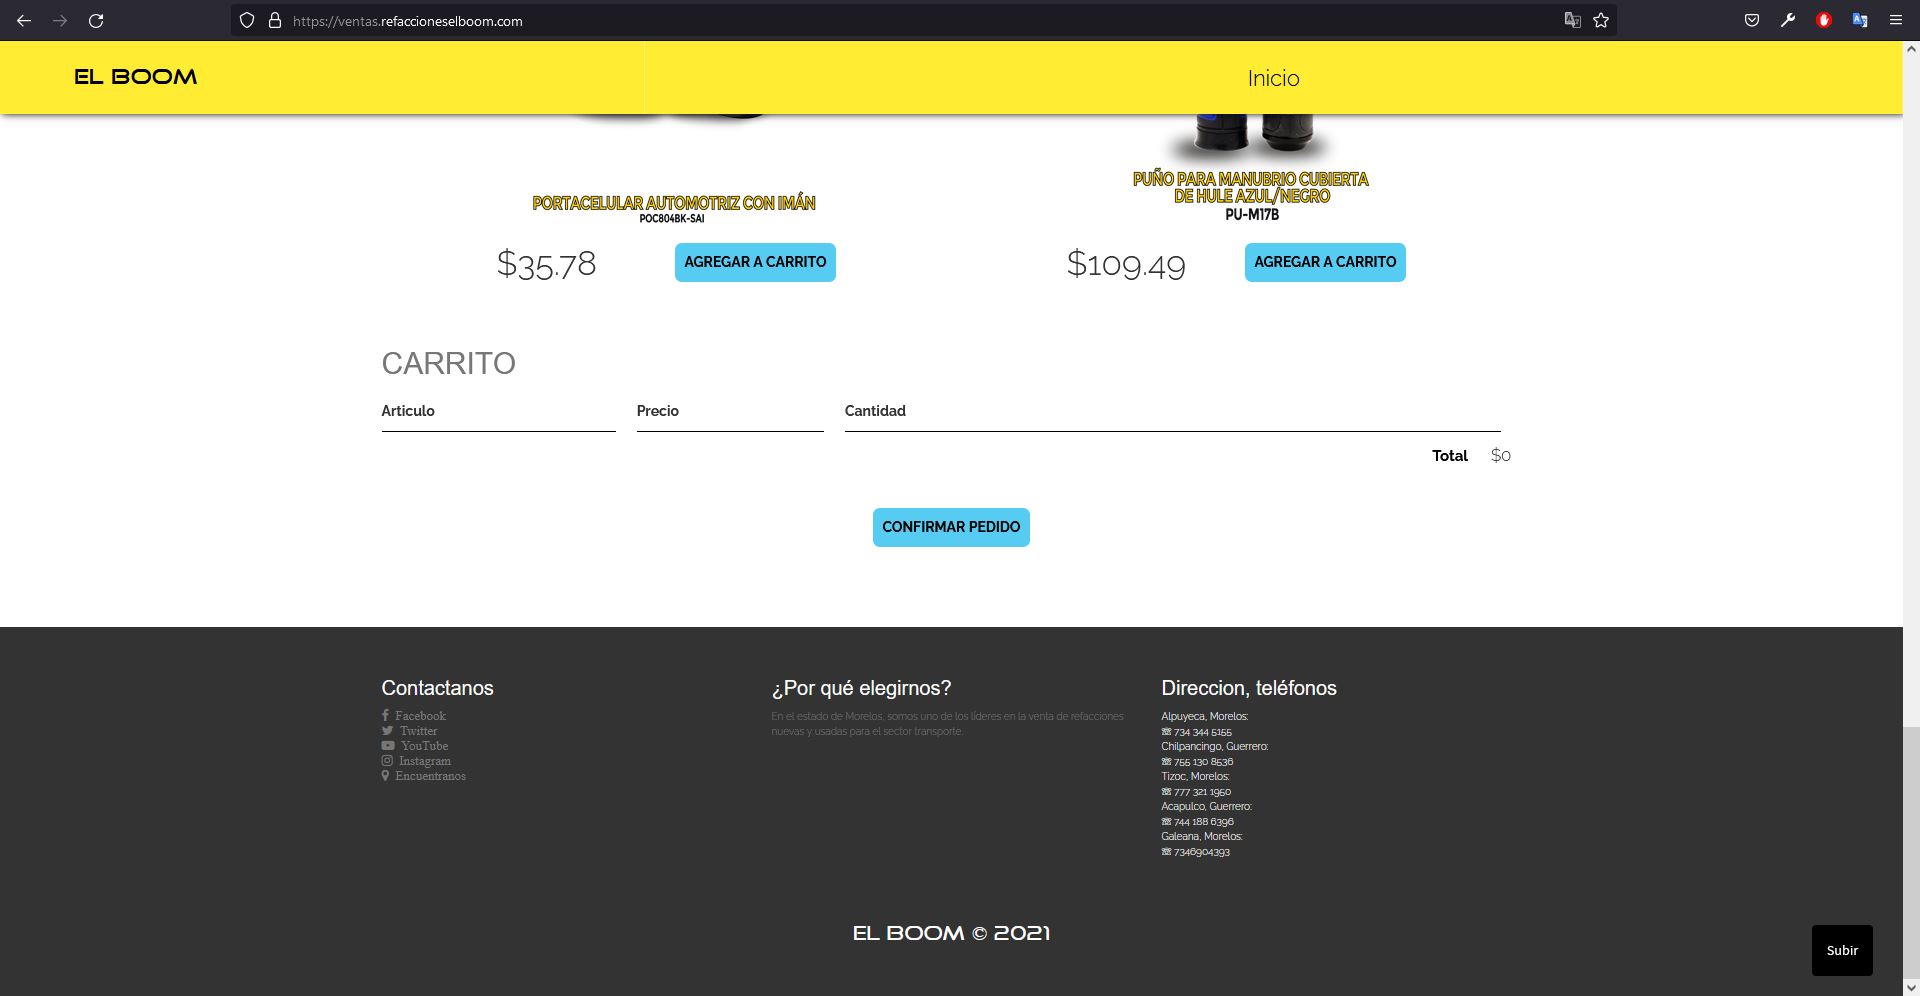 https://ventas.refaccioneselboom.com
EL BOOM
Inicio
PORTACELULAR AUTOMOTRIZ CON IMÁN
POC804BK-SAI
$35.78
AGREGAR A CARRITO
PUÑO PARA MANUBRIO CUBIERTA
DE HULE AZUL/NEGRO
PU-M17B
$109.49
AGREGAR A CARRITO
CARRITO
Articulo Precio Cantidad
Total $0
CONFIRMAR PEDIDO
Contactanos
Facebook
Twitter
YouTube
Instagram
Encuentranos
¿Por qué elegirnos?
En el estado de Morelos, somos uno de los líderes en la venta de refacciones
nuevas y usadas para el sector transporte.
Direccion, teléfonos
Alpuyeca, Morelos:
☏ 734 344 5155
Chilpancingo, Guerrero:
☏ 755 130 8536
Tizoc, Morelos:
☏ 777 321 1950
Acapulco, Guerrero:
☏ 744 188 6396
Galeana, Morelos:
☏ 7346904393
EL BOOM © 2021
Subir